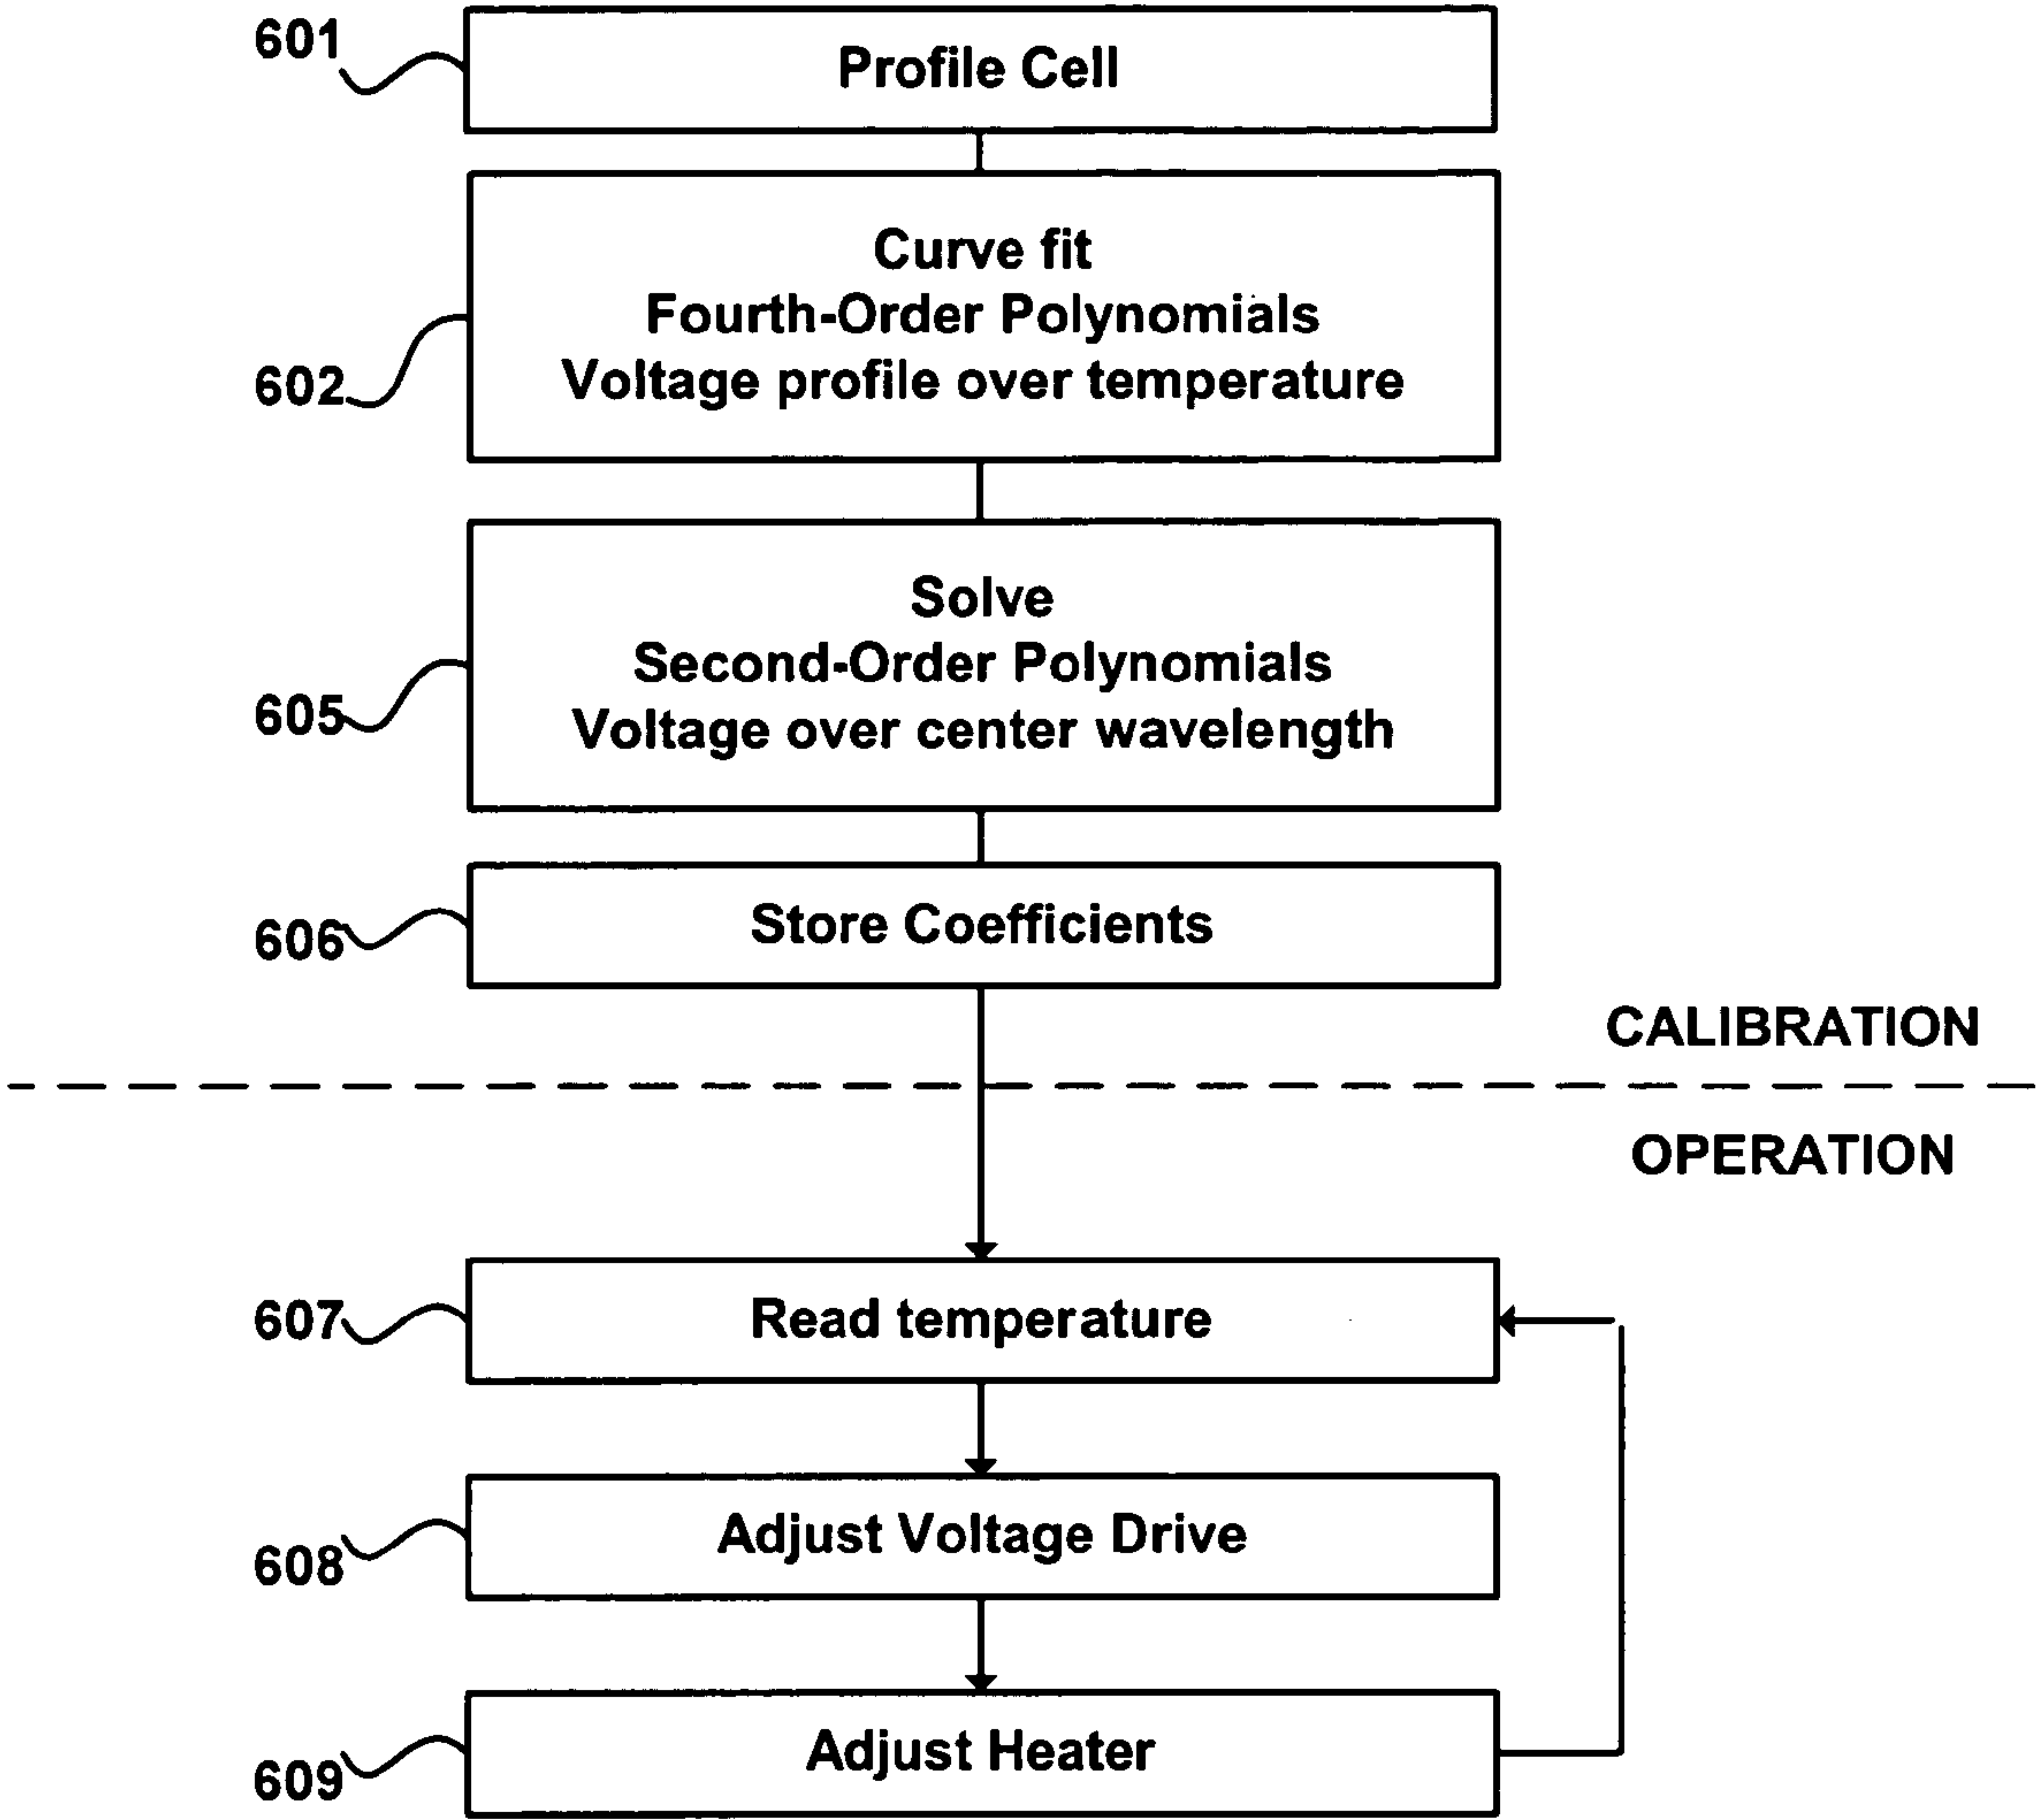 601
Profile Cell
Curve fit
Fourth-Order Polynomials
Voltage profile over temperature
602
Solve
Second-Order Polynomials
Voltage over center wavelength
605
Store Coefficients
606
CALIBRATION
OPERATION
607
Read temperature
Adjust Voltage Drive
608
Adjust Heater
609